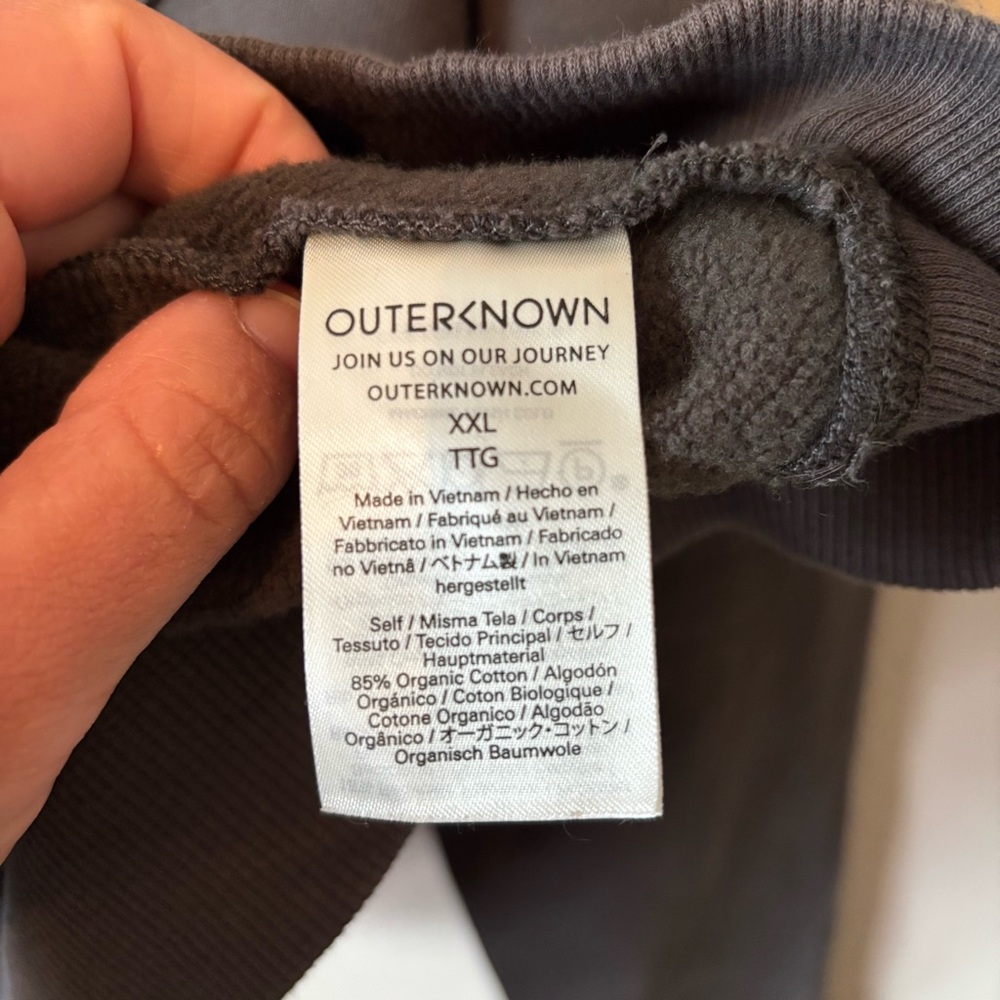 OUTERKNOWN
JOIN US ON OUR JOURNEY
OUTERKNOWN.COM
XXL
TTG
Made in Vietnam / Hecho en
Vietnam / Fabriqué au Vietnam /
Fabbricato in Vietnam / Fabricado
no Vietnã / ベトナム製 / In Vietnam
hergestellt
Self / Misma Tela / Corps /
Tessuto / Tecido Principal / セルフ /
Hauptmaterial
85% Organic Cotton / Algodón
Orgánico / Coton Biologique /
Cotone Organico / Algodão
Orgânico / オーガニック・コットン /
Organisch Baumwole